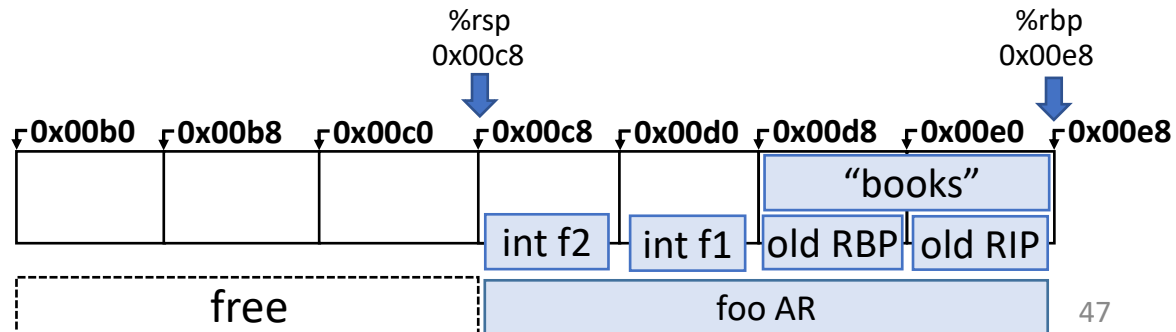 %rsp %rbp
0x00c8 0x00e8
0x00b0 0x00b8 0x00c0 0x00c8 0x00d0 0x00d8 0x00e0 0x00e8
“books”
int f2 int f1 old RBP old RIP
free foo AR 47